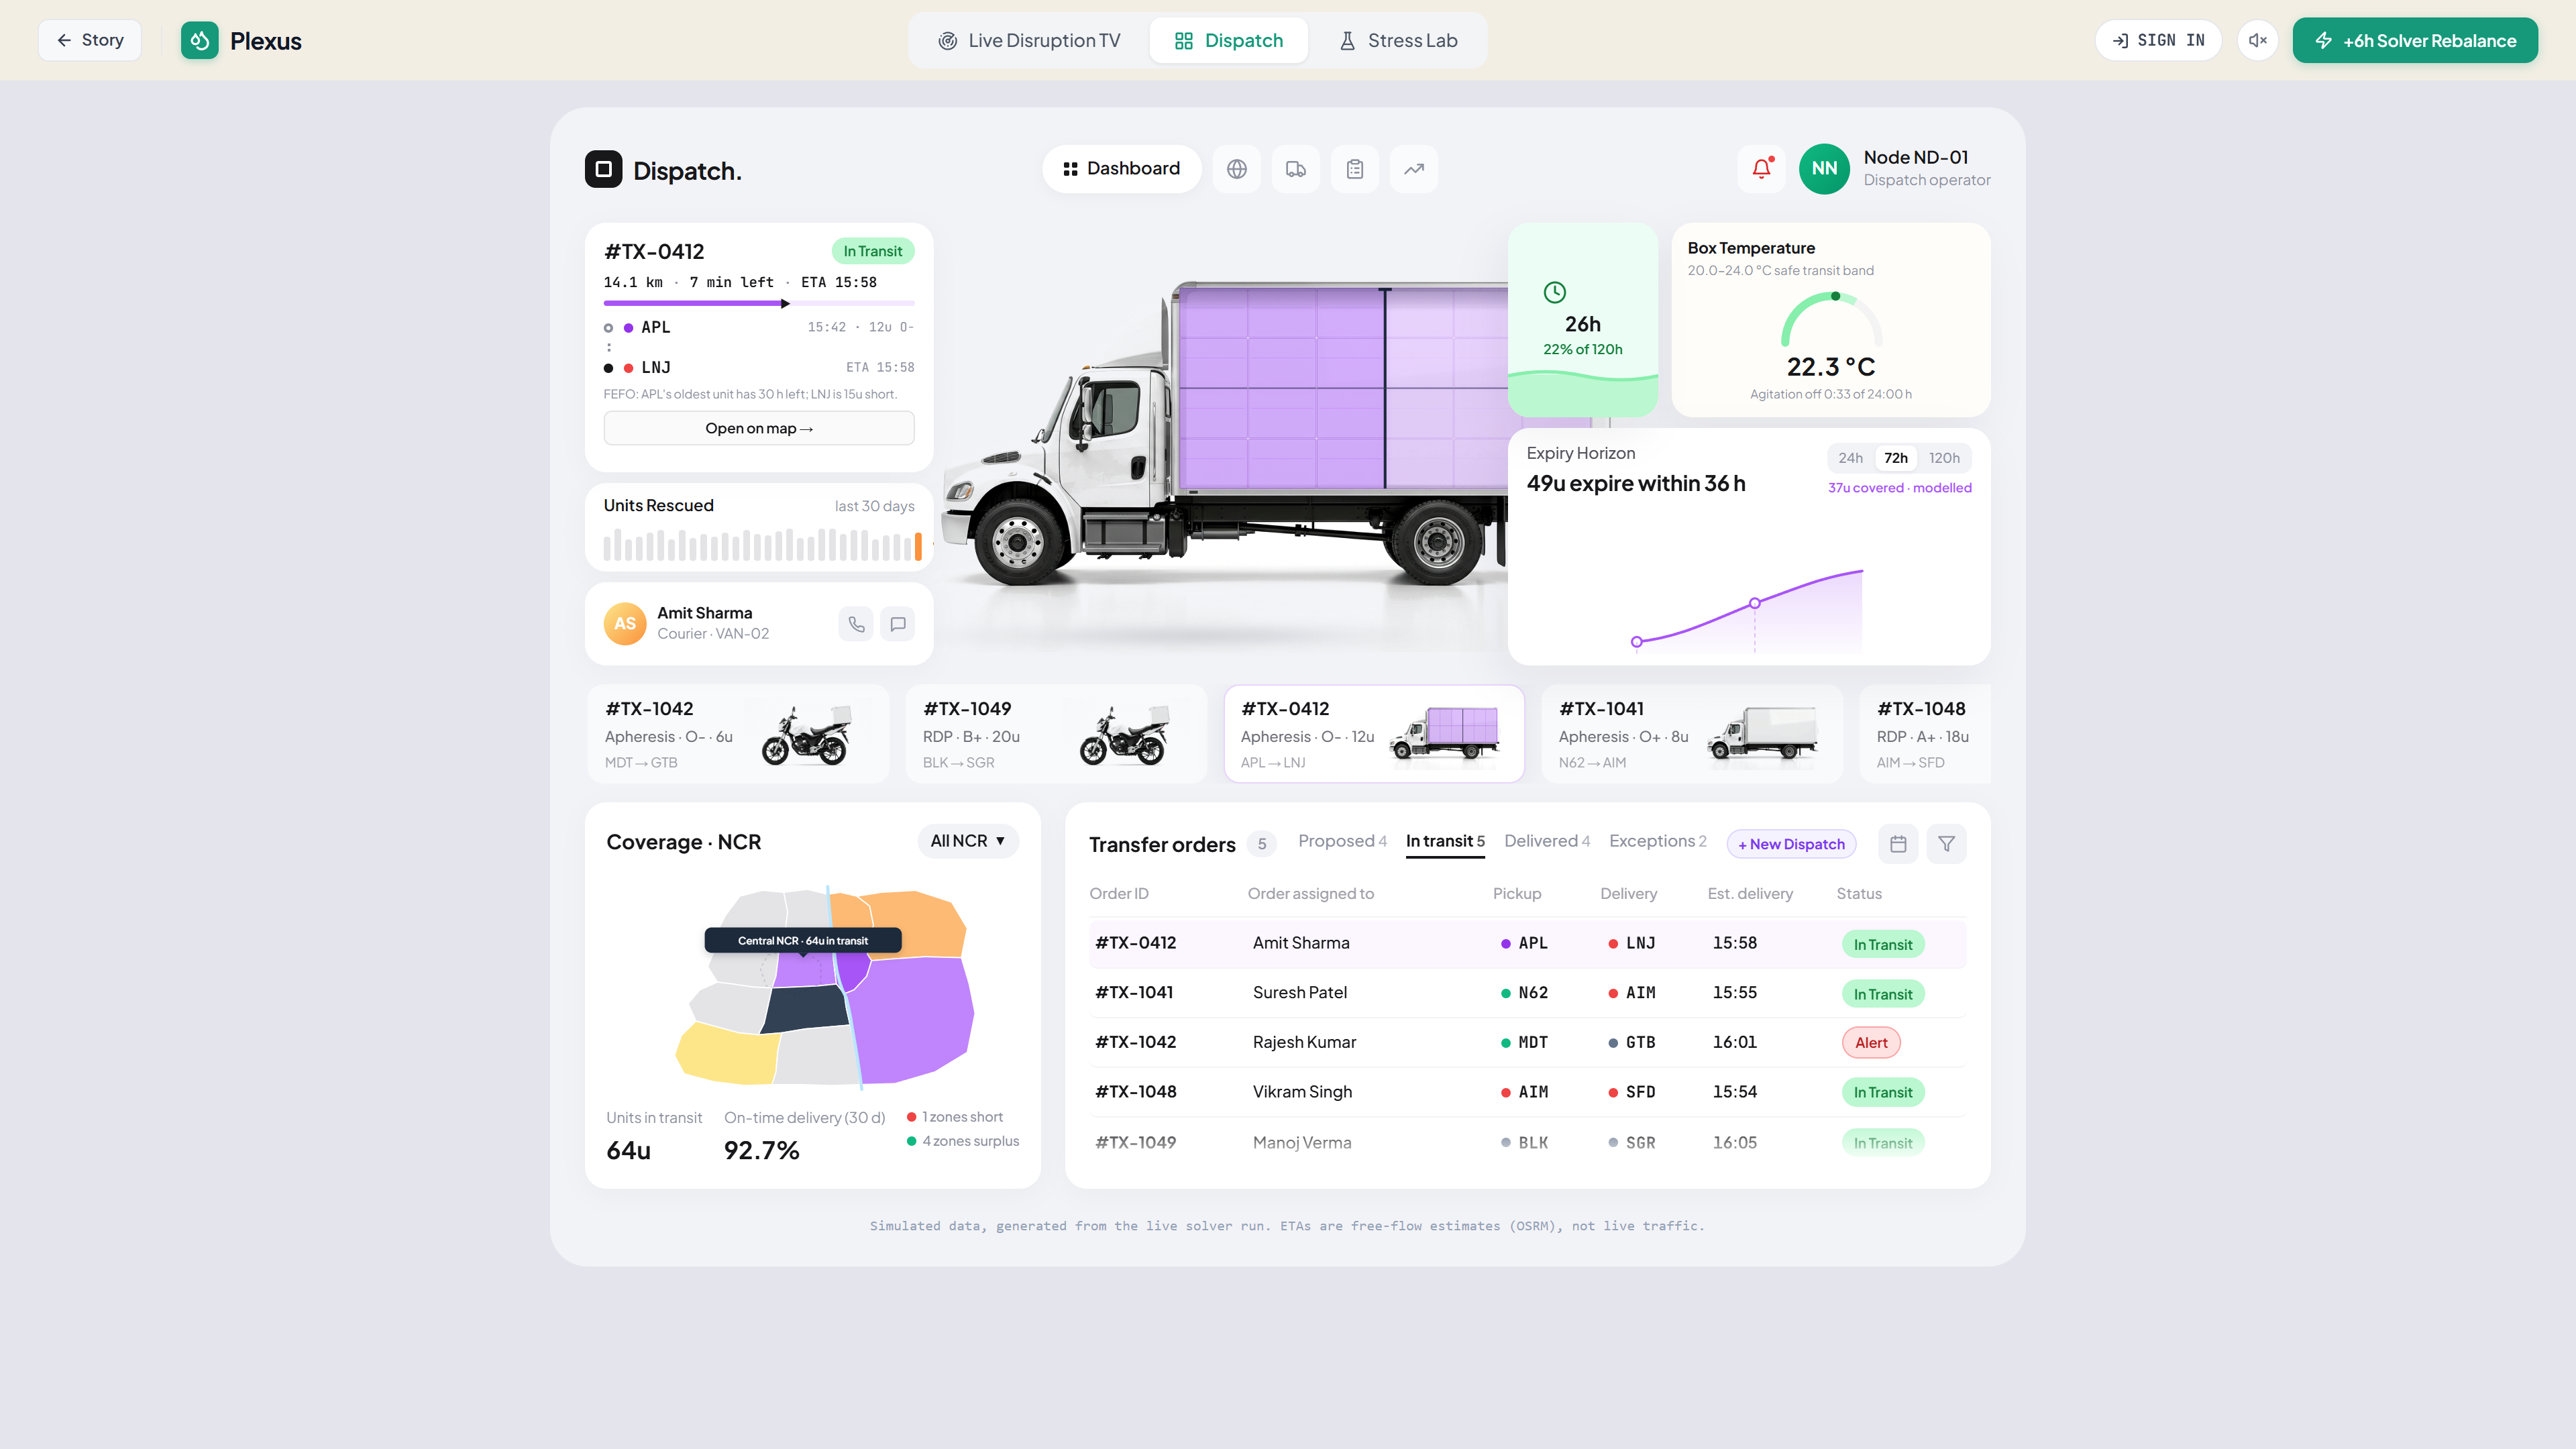 Story
Plexus
Live Disruption TV
Dispatch
Stress Lab
SIGN IN
+6h Solver Rebalance
Dispatch.
Dashboard
NN
Node ND-01
Dispatch operator
#TX-0412
In Transit
14.1 km · 7 min left · ETA 15:58
APL
15:42 · 12u O-
LNJ
ETA 15:58
FEFO: APL's oldest unit has 30 h left; LNJ is 15u short.
Open on map →
Units Rescued
last 30 days
AS
Amit Sharma
Courier · VAN-02
26h
22% of 120h
Box Temperature
20.0–24.0 °C safe transit band
22.3 °C
Agitation off 0:33 of 24:00 h
Expiry Horizon
24h
72h
120h
49u expire within 36 h
37u covered · modelled
#TX-1042
Apheresis · O- · 6u
MDT → GTB
#TX-1049
RDP · B+ · 20u
BLK → SGR
#TX-0412
Apheresis · O- · 12u
APL → LNJ
#TX-1041
Apheresis · O+ · 8u
N62 → AIM
#TX-1048
RDP · A+ · 18u
AIM → SFD
Coverage · NCR
All NCR ▼
Central NCR · 64u in transit
Units in transit
64u
On-time delivery (30 d)
92.7%
1 zones short
4 zones surplus
Transfer orders 5
Proposed 4
In transit 5
Delivered 4
Exceptions 2
+ New Dispatch
Order ID Order assigned to Pickup Delivery Est. delivery Status
#TX-0412 Amit Sharma APL LNJ 15:58 In Transit
#TX-1041 Suresh Patel N62 AIM 15:55 In Transit
#TX-1042 Rajesh Kumar MDT GTB 16:01 Alert
#TX-1048 Vikram Singh AIM SFD 15:54 In Transit
#TX-1049 Manoj Verma BLK SGR 16:05 In Transit
Simulated data, generated from the live solver run. ETAs are free-flow estimates (OSRM), not live traffic.